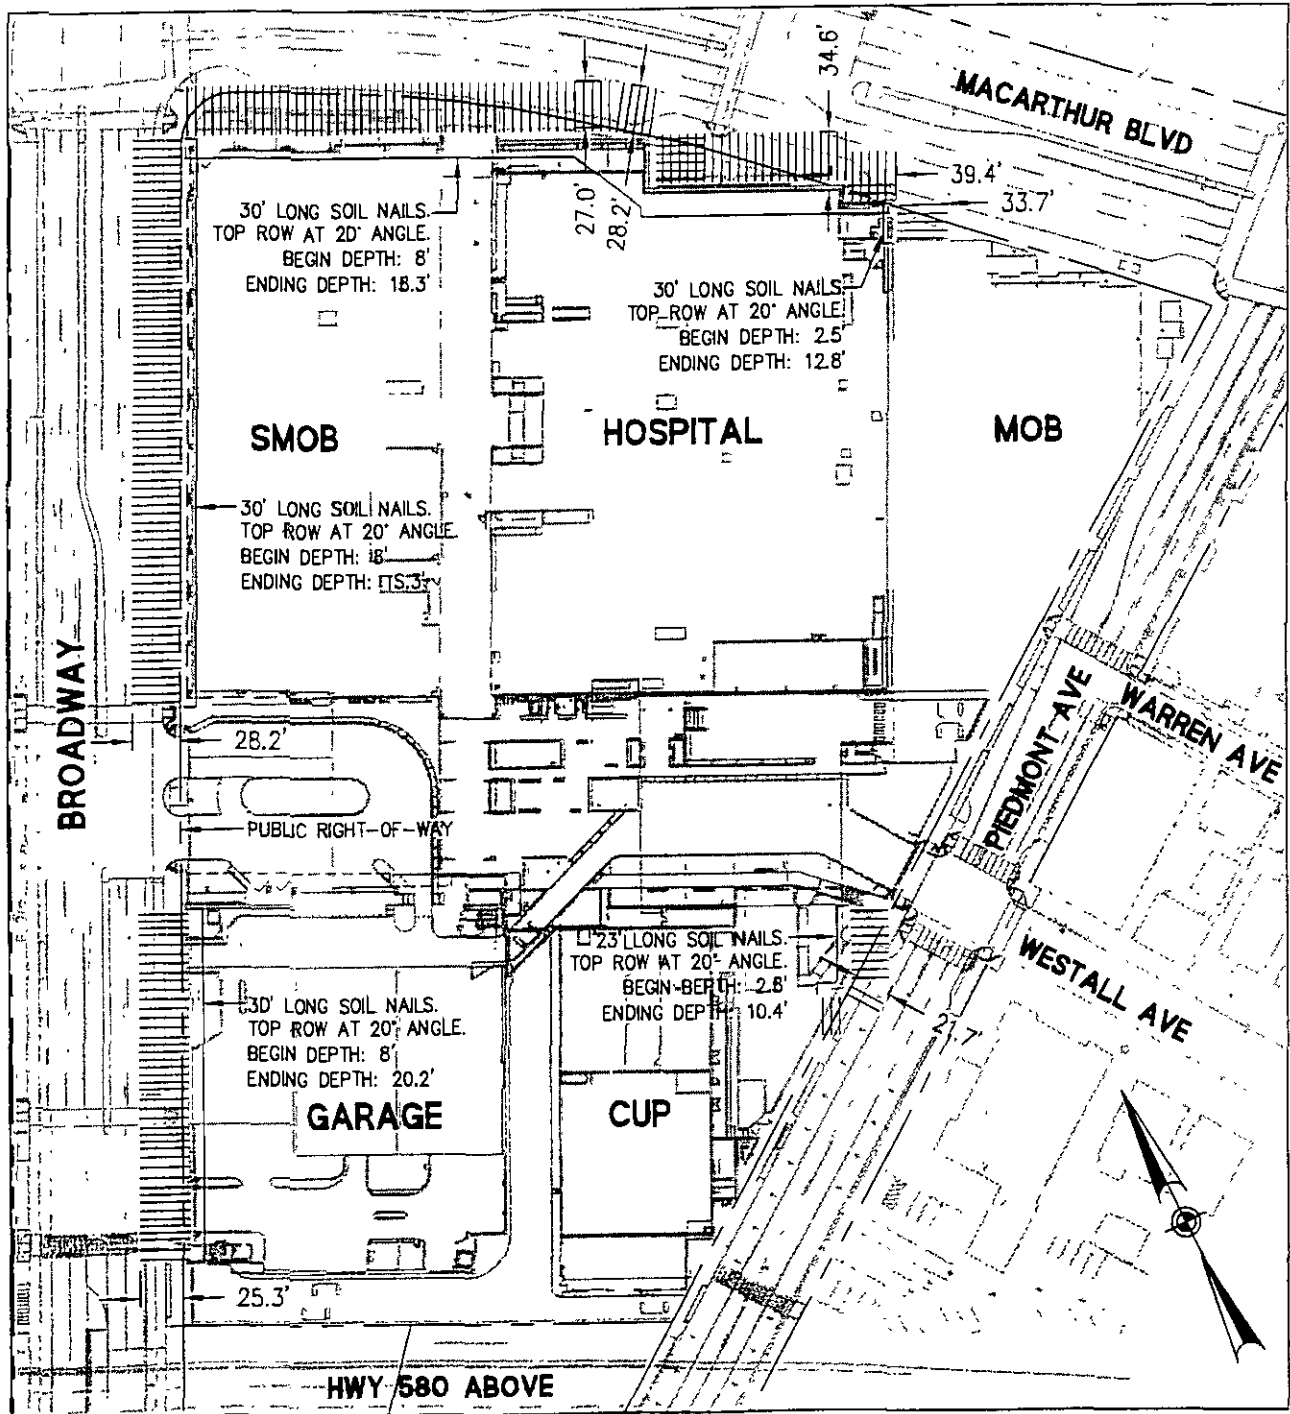 34.6'
MACARTHUR BLVD
39.4'
33.7'
27.0'
28.2'
30' LONG SOIL NAILS.
TOP ROW AT 2D° ANGLE.
BEGIN DEPTH: 8'
ENDING DEPTH: 18.3'
30' LONG SOIL NAILS
TOP ROW AT 20° ANGLE
BEGIN DEPTH: 2.5'
ENDING DEPTH: 12.8'
SMOB
HOSPITAL
MOB
30' LONG SOIL NAILS.
TOP ROW AT 20° ANGLE.
BEGIN DEPTH: 8'
ENDING DEPTH:
BROADWAY
28.2'
PUBLIC RIGHT-OF-WAY
PIEDMONT AVE
WARREN AVE
WESTALL AVE
23' LONG SOIL NAILS.
TOP ROW AT 20° ANGLE.
BEGIN DEPTH:
ENDING DEPTH: 10.4'
21.7'
30' LONG SOIL NAILS.
TOP ROW AT 20° ANGLE.
BEGIN DEPTH: 8'
ENDING DEPTH: 20.2'
GARAGE
CUP
25.3'
HWY 580 ABOVE